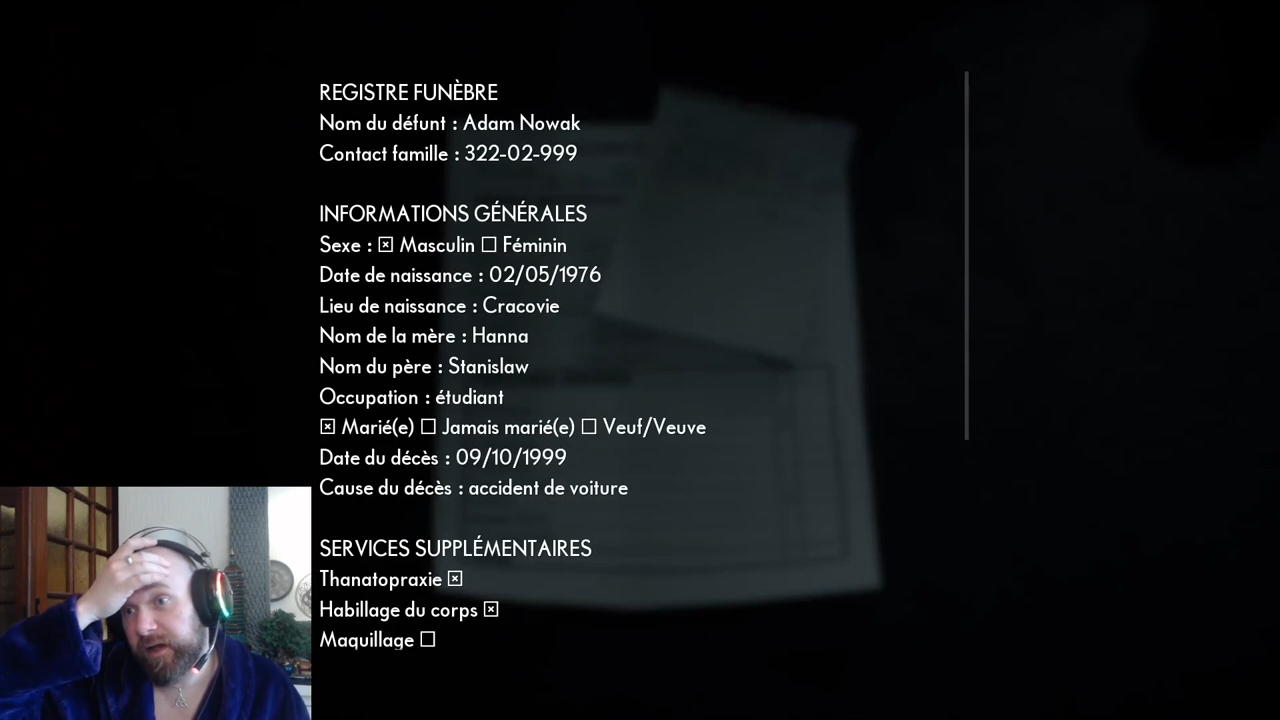 REGISTRE FUNÈBRE
Nom du défunt : Adam Nowak
Contact famille : 322-02-999
INFORMATIONS GÉNÉRALES
Sexe : ☒ Masculin ☐ Féminin
Date de naissance : 02/05/1976
Lieu de naissance : Cracovie
Nom de la mère : Hanna
Nom du père : Stanislaw
Occupation : étudiant
☒ Marié(e) ☐ Jamais marié(e) ☐ Veuf/Veuve
Date du décès : 09/10/1999
Cause du décès : accident de voiture
SERVICES SUPPLÉMENTAIRES
Thanatopraxie ☒
Habillage du corps ☒
Maquillage ☐